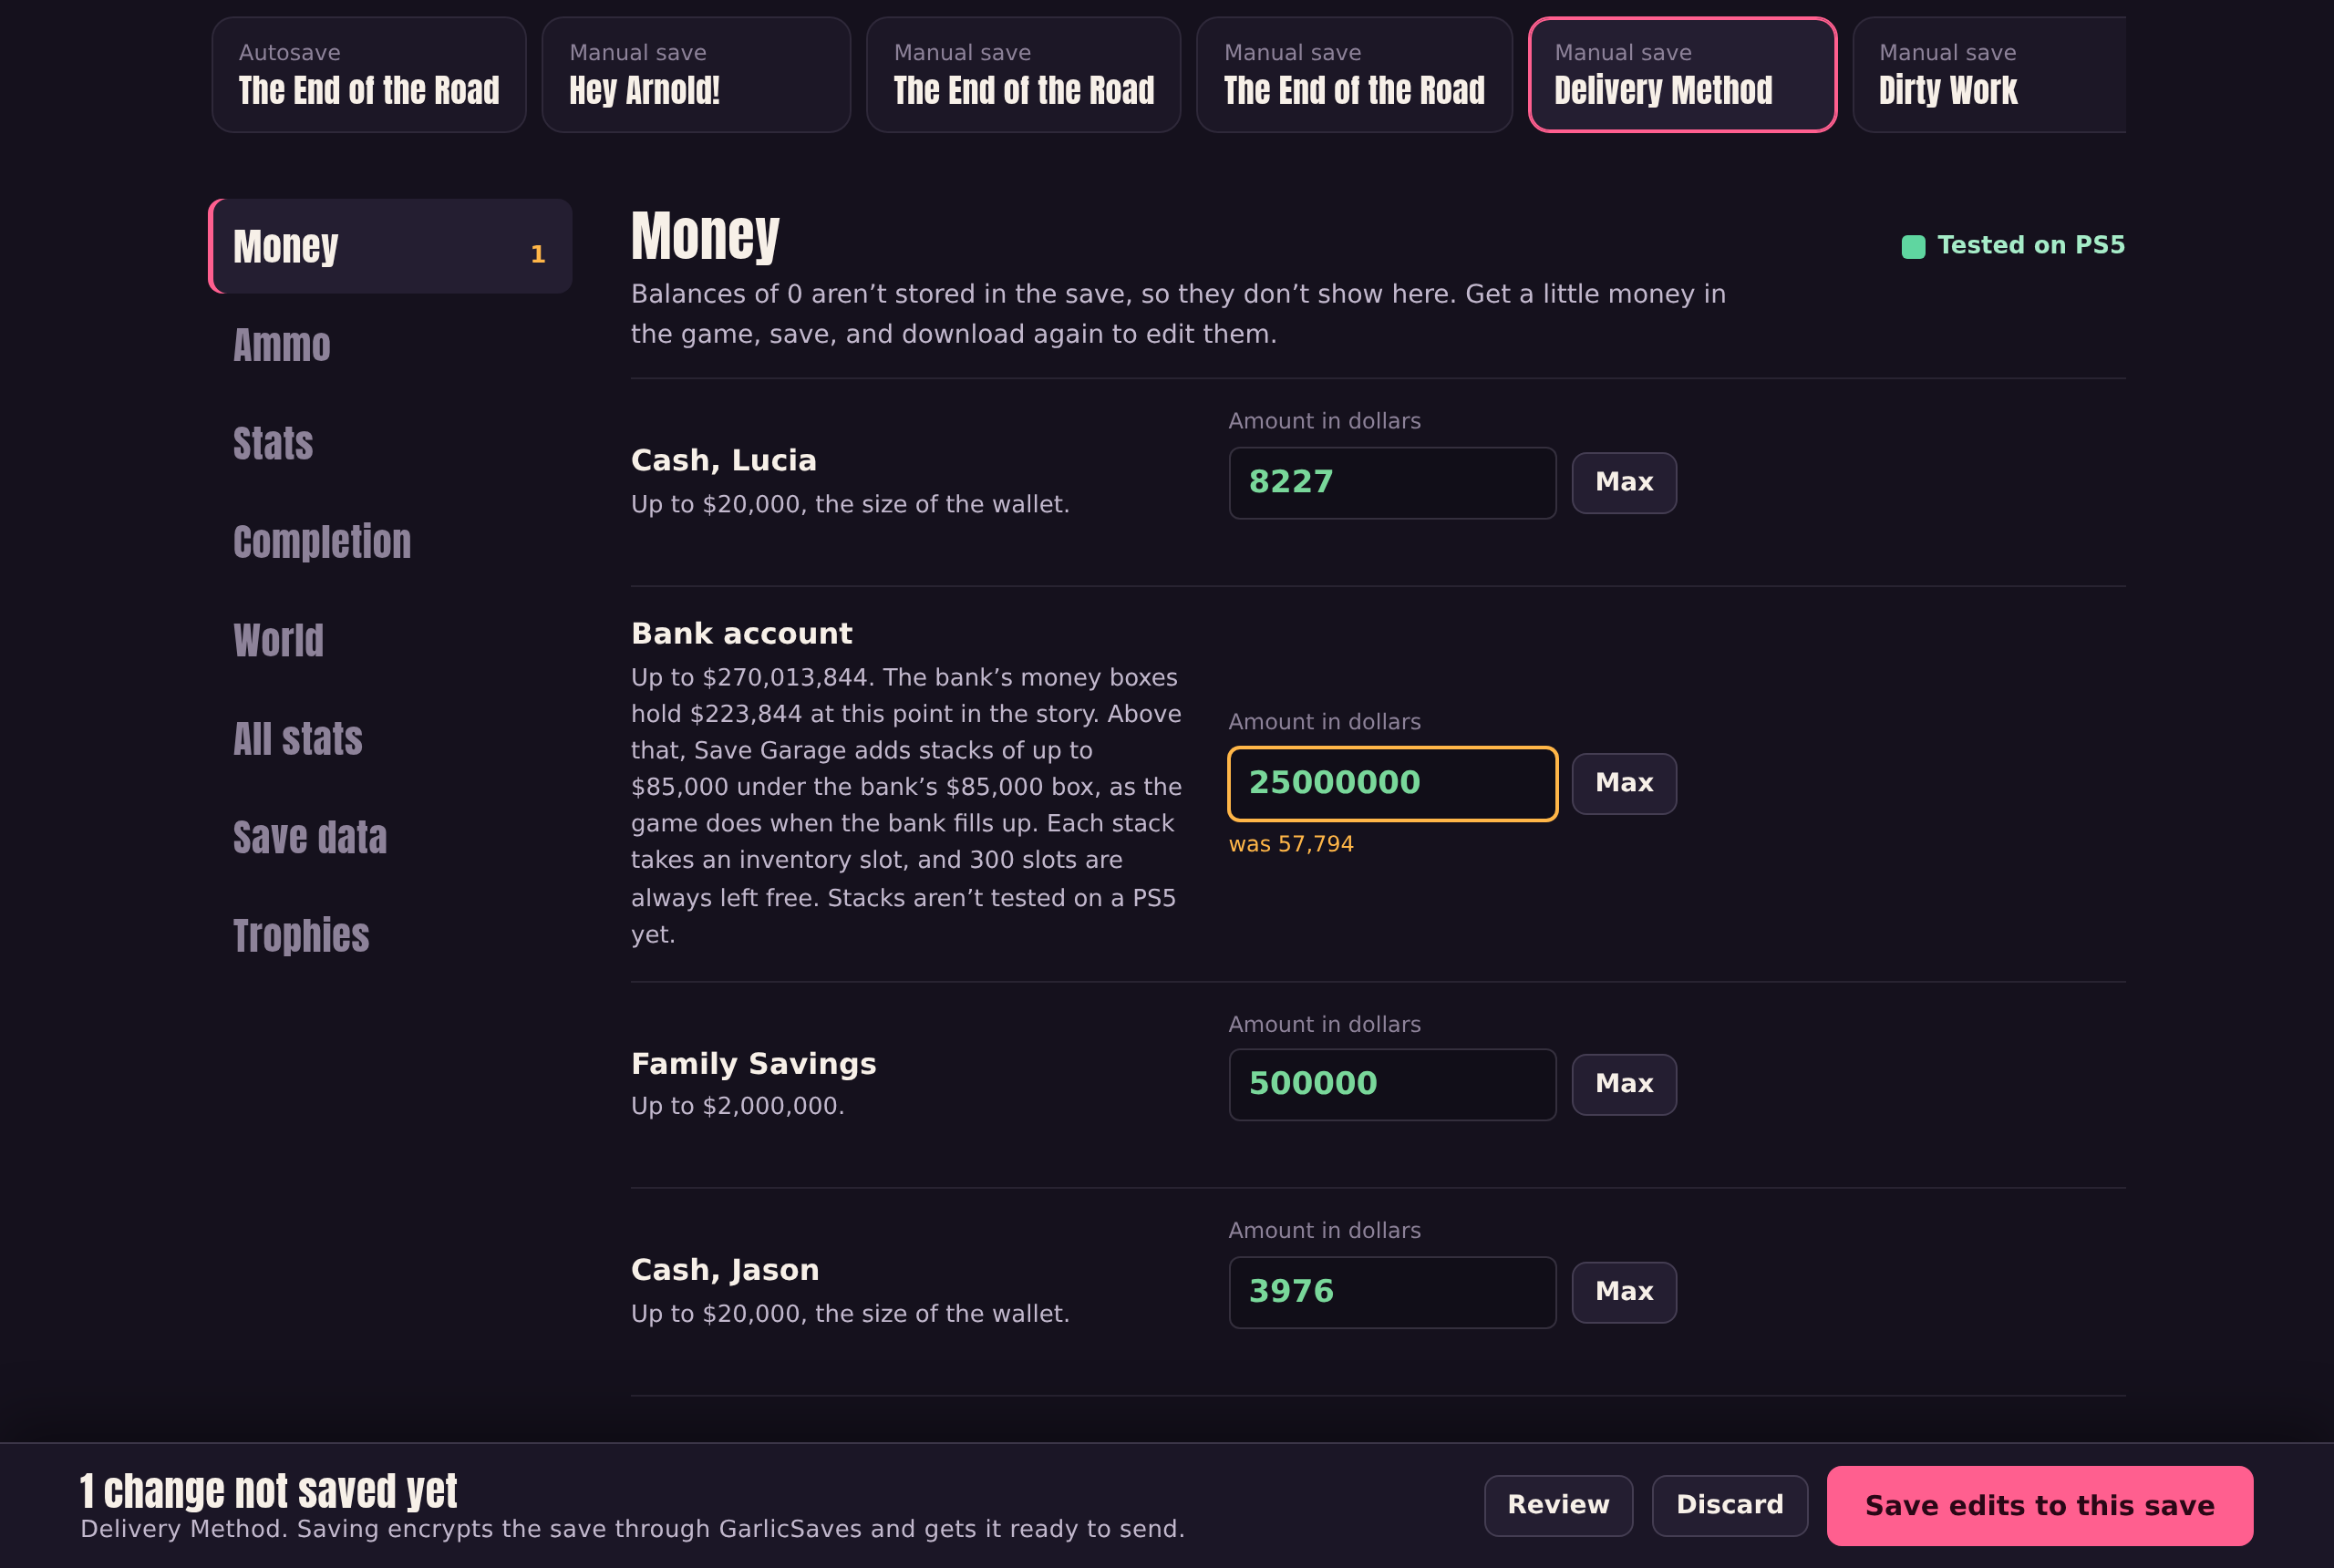 Autosave
The End of the Road
Manual save
Hey Arnold!
Manual save
The End of the Road
Manual save
The End of the Road
Manual save
Delivery Method
Manual save
Dirty Work
Money
1
Ammo
Stats
Completion
World
All stats
Save data
Trophies
Money
Tested on PS5
Balances of 0 aren’t stored in the save, so they don’t show here. Get a little money in
the game, save, and download again to edit them.
Cash, Lucia
Up to $20,000, the size of the wallet.
Amount in dollars
8227
Max
Bank account
Up to $270,013,844. The bank’s money boxes
hold $223,844 at this point in the story. Above
that, Save Garage adds stacks of up to
$85,000 under the bank’s $85,000 box, as the
game does when the bank fills up. Each stack
takes an inventory slot, and 300 slots are
always left free. Stacks aren’t tested on a PS5
yet.
Amount in dollars
25000000
Max
was 57,794
Family Savings
Up to $2,000,000.
Amount in dollars
500000
Max
Cash, Jason
Up to $20,000, the size of the wallet.
Amount in dollars
3976
Max
1 change not saved yet
Delivery Method. Saving encrypts the save through GarlicSaves and gets it ready to send.
Review
Discard
Save edits to this save